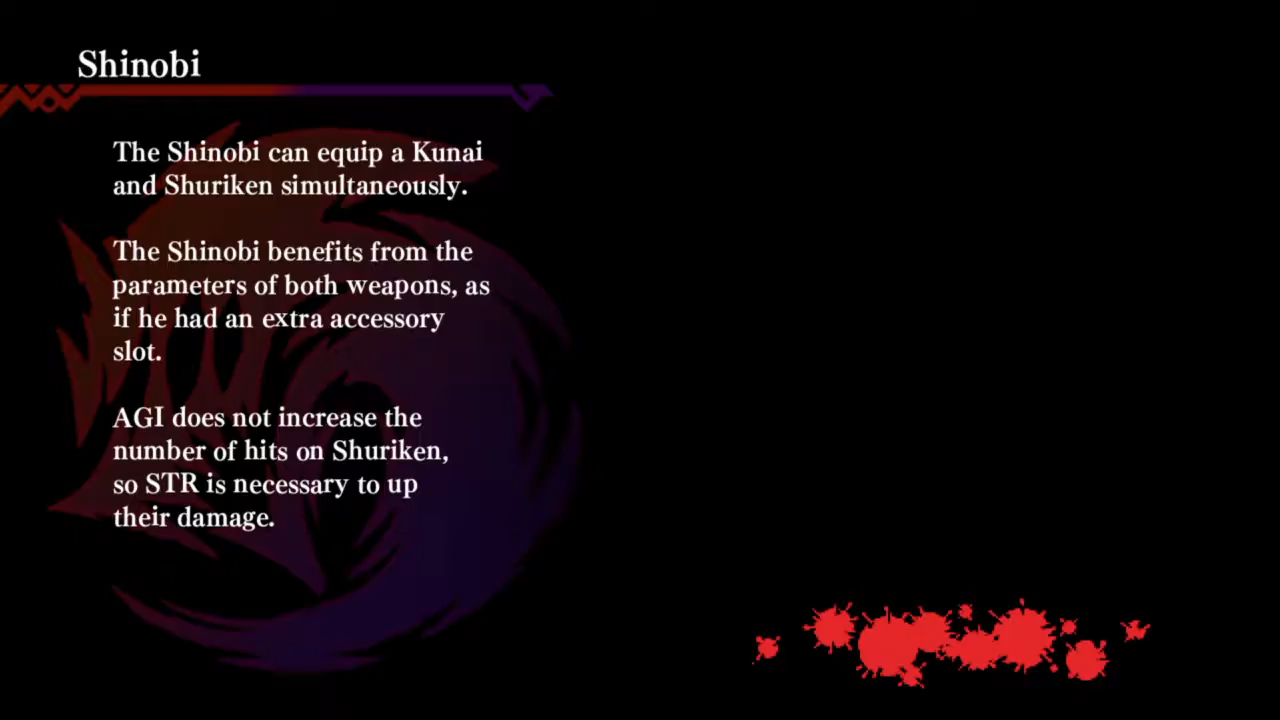 Shinobi
The Shinobi can equip a Kunai
and Shuriken simultaneously.
The Shinobi benefits from the
parameters of both weapons, as
if he had an extra accessory
slot.
AGI does not increase the
number of hits on Shuriken,
so STR is necessary to up
their damage.